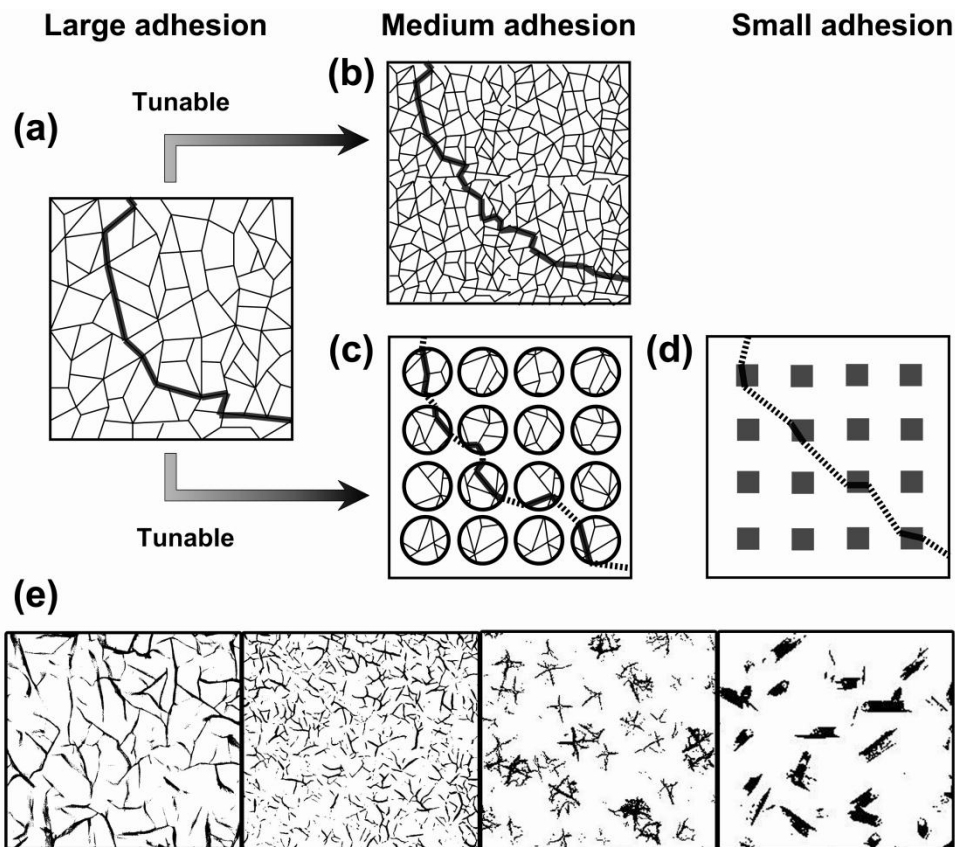 Large adhesion Medium adhesion Small adhesion
(b)
Tunable
(a)
(c) (d)
Tunable
(e)